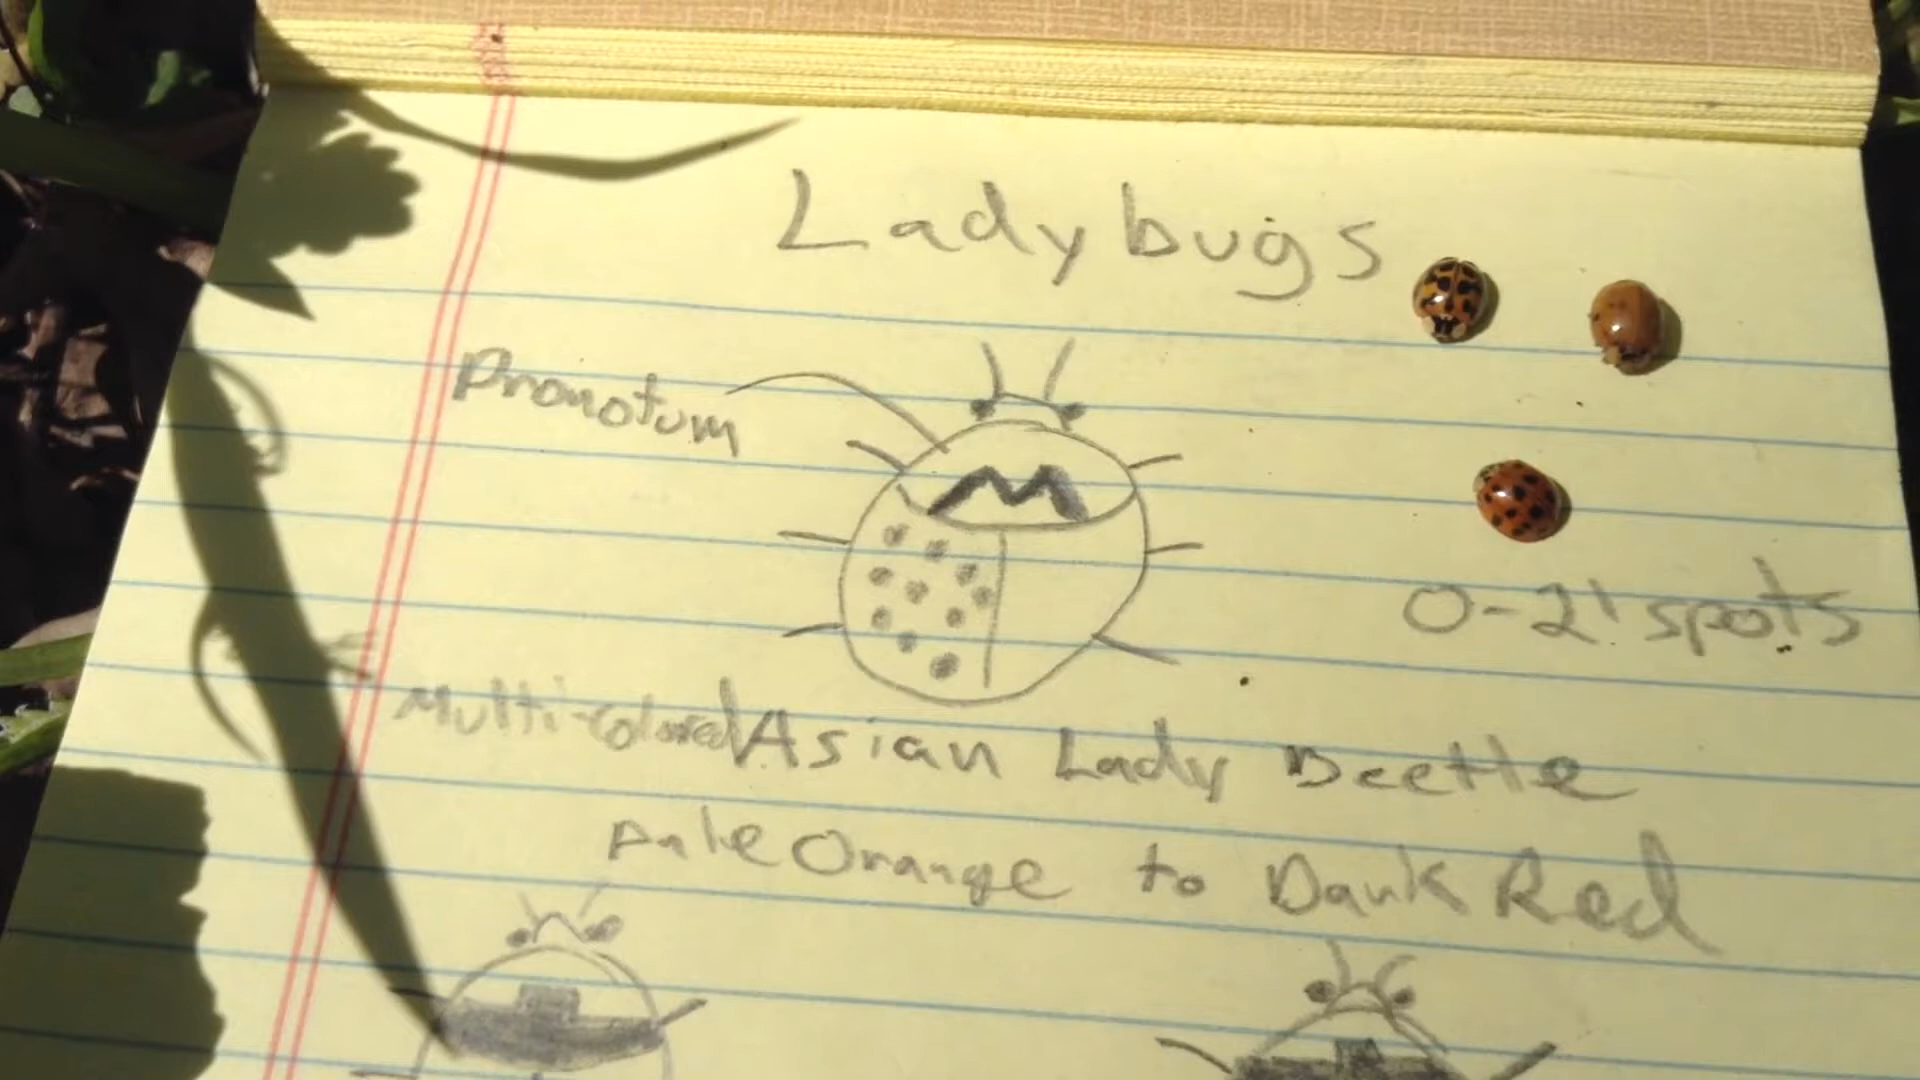 Ladybugs
Pronotum
0-21 spots
Multi-colored Asian Lady Beetle
Pale Orange to Dark Red